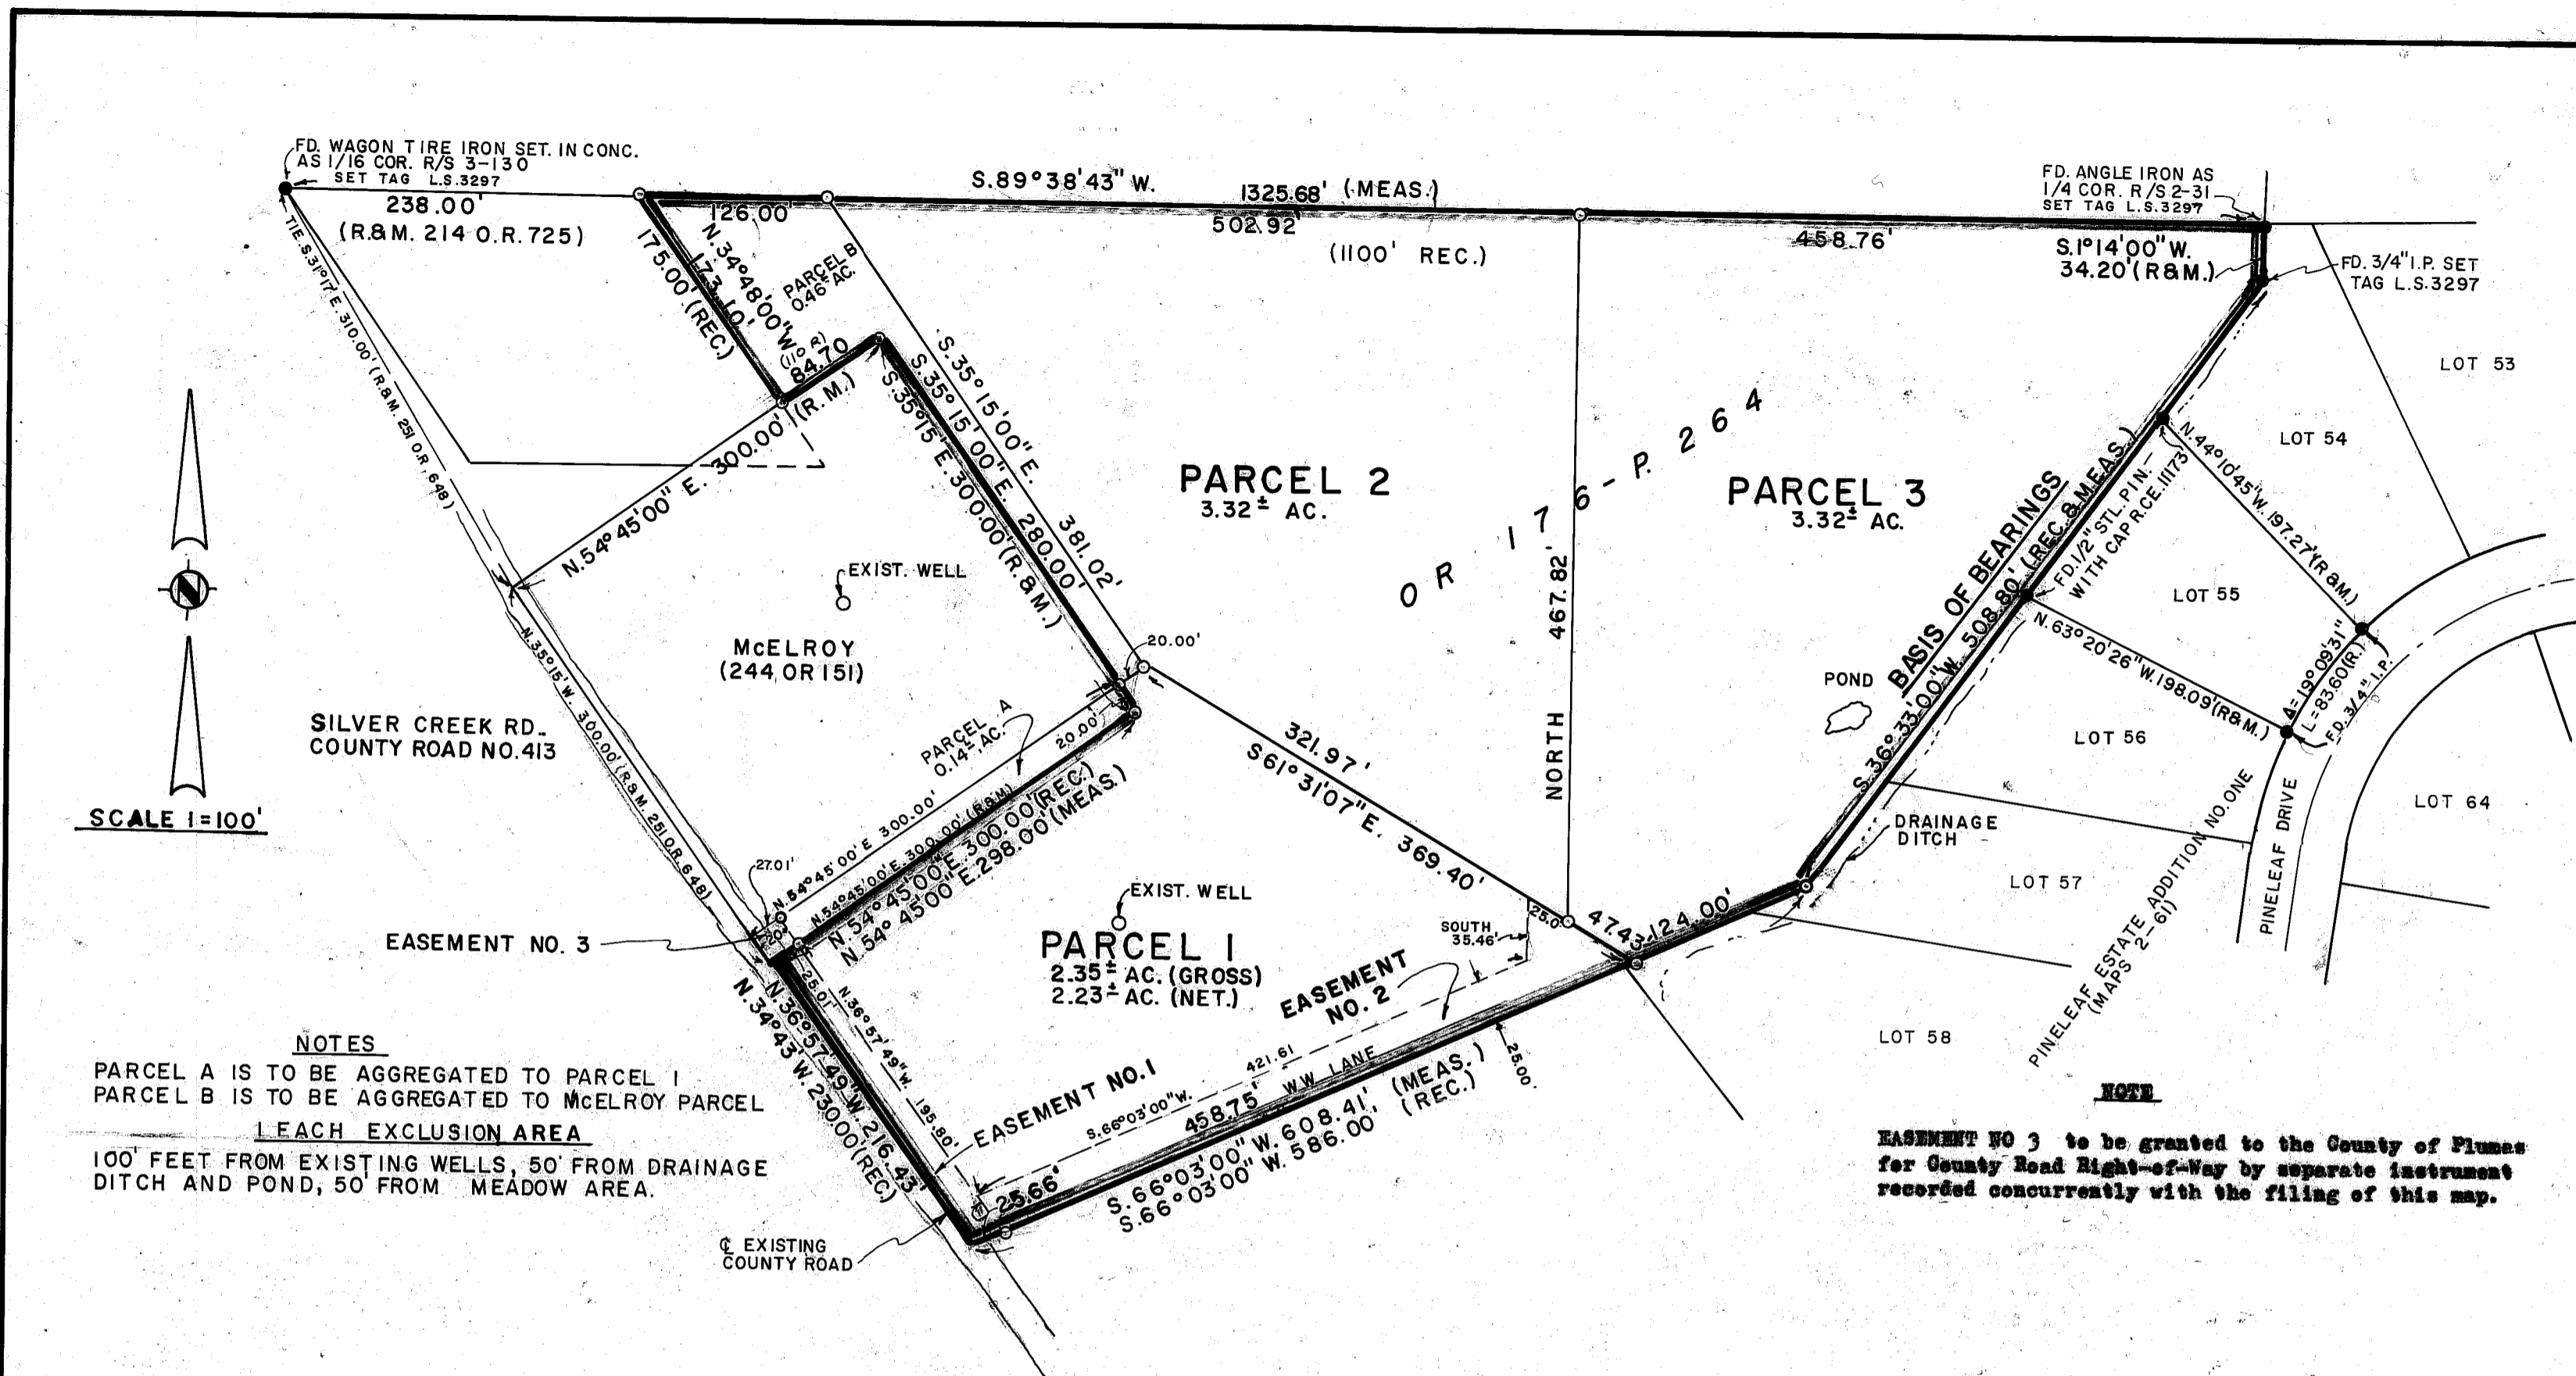 FD. WAGON TIRE IRON SET. IN CONC.
AS 1/16 COR. R/S 3-130
SET TAG L.S.3297
238.00'
(R.&M. 214 O.R. 725)
TIE S.31°17'E. 310.00' (R.&M. 251 O.R. 648)
S.89°38'43" W.
1325.68' (MEAS.)
126.00'
502.92'
(1100' REC.)
458.76'
FD. ANGLE IRON AS
1/4 COR. R/S 2-31
SET TAG L.S.3297
S.1°14'00" W.
34.20' (R&M.)
FD. 3/4" I.P. SET
TAG L.S.3297
N.34°48'00"W.
173.10'
175.00' (REC.)
PARCEL B
0.46± AC.
(110 R)
84.70
(R.M.)
N.54°45'00" E. 300.00'
S.35°15'00"E.
381.02'
S.35°15'00"E. 280.00'
S.35°15'E. 300.00' (R.&M.)
PARCEL 2
3.32± AC.
OR 176-P. 264
PARCEL 3
3.32± AC.
LOT 53
LOT 54
LOT 55
LOT 56
LOT 57
LOT 58
LOT 64
N.44°10'45"W. 197.27'(R&M.)
BASIS OF BEARINGS
S.36°33'00"W. 508.80' (REC.&MEAS.)
FD. 1/2" STL. PIN.
WITH CAP R.CE.11173
N.63°20'26"W. 198.09'(R&M.)
Δ=19°09'31"
L=83.60(R.)
FD. 3/4" I.P.
EXIST. WELL
McELROY
(244 OR 151)
20.00'
NORTH 467.82'
POND
SILVER CREEK RD.
COUNTY ROAD NO. 413
N.35°15'W. 300.00' (R.&M. 251 O.R. 648)
SCALE 1=100'
PARCEL A
0.14± AC.
20.00'
321.97'
S61°31'07"E. 369.40'
N.54°45'00"E 300.00'
N.54°45'00"E. 300.00' (R&M)
N.54°45'00"E. 300.00' (REC.)
N.54°45'00"E. 298.00' (MEAS.)
27.01'
20'
EASEMENT NO. 3
DRAINAGE
DITCH
PINELEAF DRIVE
PINELEAF ESTATE ADDITION NO. ONE
(MAPS 2-61)
EXIST. WELL
PARCEL 1
2.35± AC. (GROSS)
2.23± AC. (NET.)
25.0
47.43
124.00'
SOUTH
35.46'
EASEMENT
NO. 2
25.01'
N.36°57'49"W. 195.80'
N.36°57'49"W. 216.43'
N.34°43'W. 230.00' (REC.)
EASEMENT NO. 1
S.66°03'00"W. 421.61
458.75' W.W. LANE
25.00'
S.66°03'00" W. 608.41' (MEAS.)
S.66°03'00" W. 586.00' (REC.)
25.66'
℄ EXISTING
COUNTY ROAD
NOTES
PARCEL A IS TO BE AGGREGATED TO PARCEL 1
PARCEL B IS TO BE AGGREGATED TO McELROY PARCEL
LEACH EXCLUSION AREA
100' FEET FROM EXISTING WELLS, 50' FROM DRAINAGE
DITCH AND POND, 50' FROM MEADOW AREA.
NOTE
EASEMENT NO 3 to be granted to the County of Plumas
for County Road Right-of-Way by separate instrument
recorded concurrently with the filing of this map.